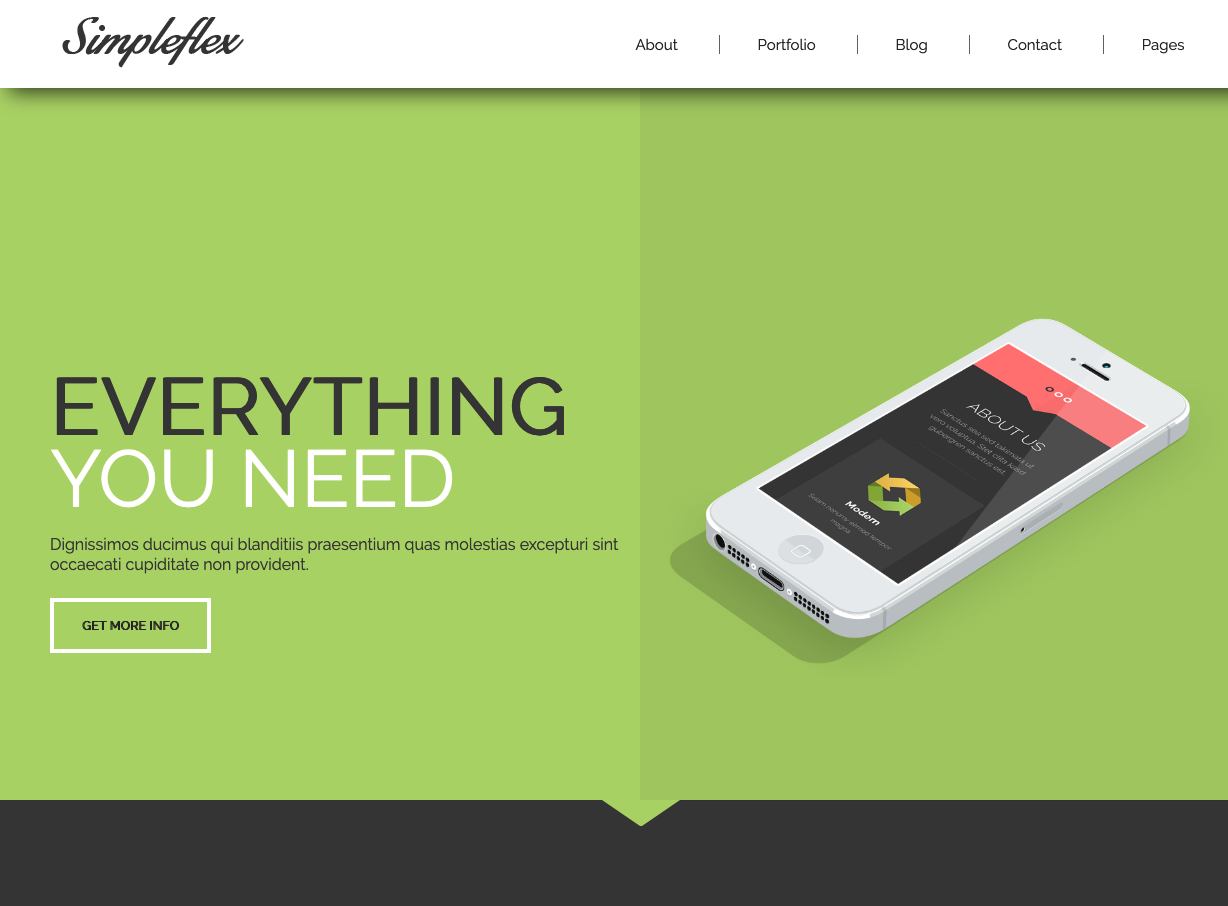 Simpleflex
About
Portfolio
Blog
Contact
Pages
EVERYTHING
YOU NEED
Dignissimos ducimus qui blanditiis praesentium quas molestias excepturi sint
occaecati cupiditate non provident.
GET MORE INFO
ABOUT US
Sanctus sea sed takimata ut
vero voluptua. Stet clita kasd
gubergren sanctus est
Modern
magna